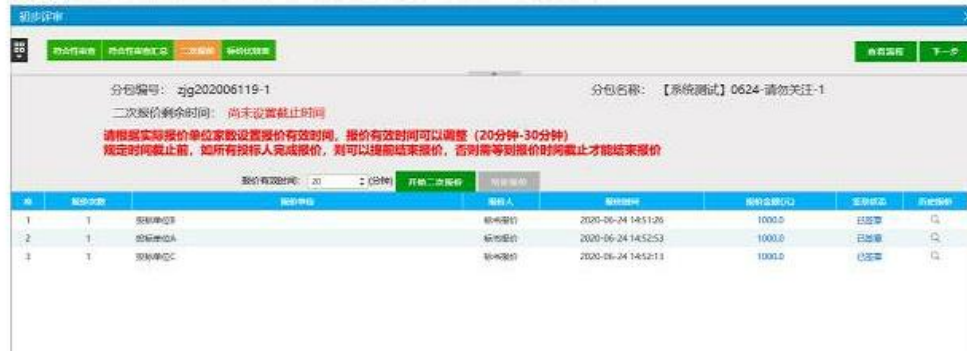 初步评审
符合性审查 符合性审查汇总 二次报价 标价比较表 查看流程 下一步
分包编号： zjg202006119-1 分包名称： 【系统测试】0624-请勿关注-1
二次报价剩余时间： 尚未设置截止时间
请根据实际报价单位家数设置报价有效时间，报价有效时间可以调整（20分钟-30分钟）
规定时间截止前，如所有投标人完成报价，则可以提前结束报价，否则需等到报价时间截止才能结束报价
报价有效时间： 20 (分钟) 开始二次报价 结束报价
报价次数 报价单位 报价人 报价时间 报价金额(元) 签章状态 历史报价
1 1 投标单位B 标书报价 2020-06-24 14:51:26 1000.0 已签章
2 1 投标单位A 标书报价 2020-06-24 14:52:53 1000.0 已签章
3 1 投标单位C 标书报价 2020-06-24 14:52:13 1000.0 已签章